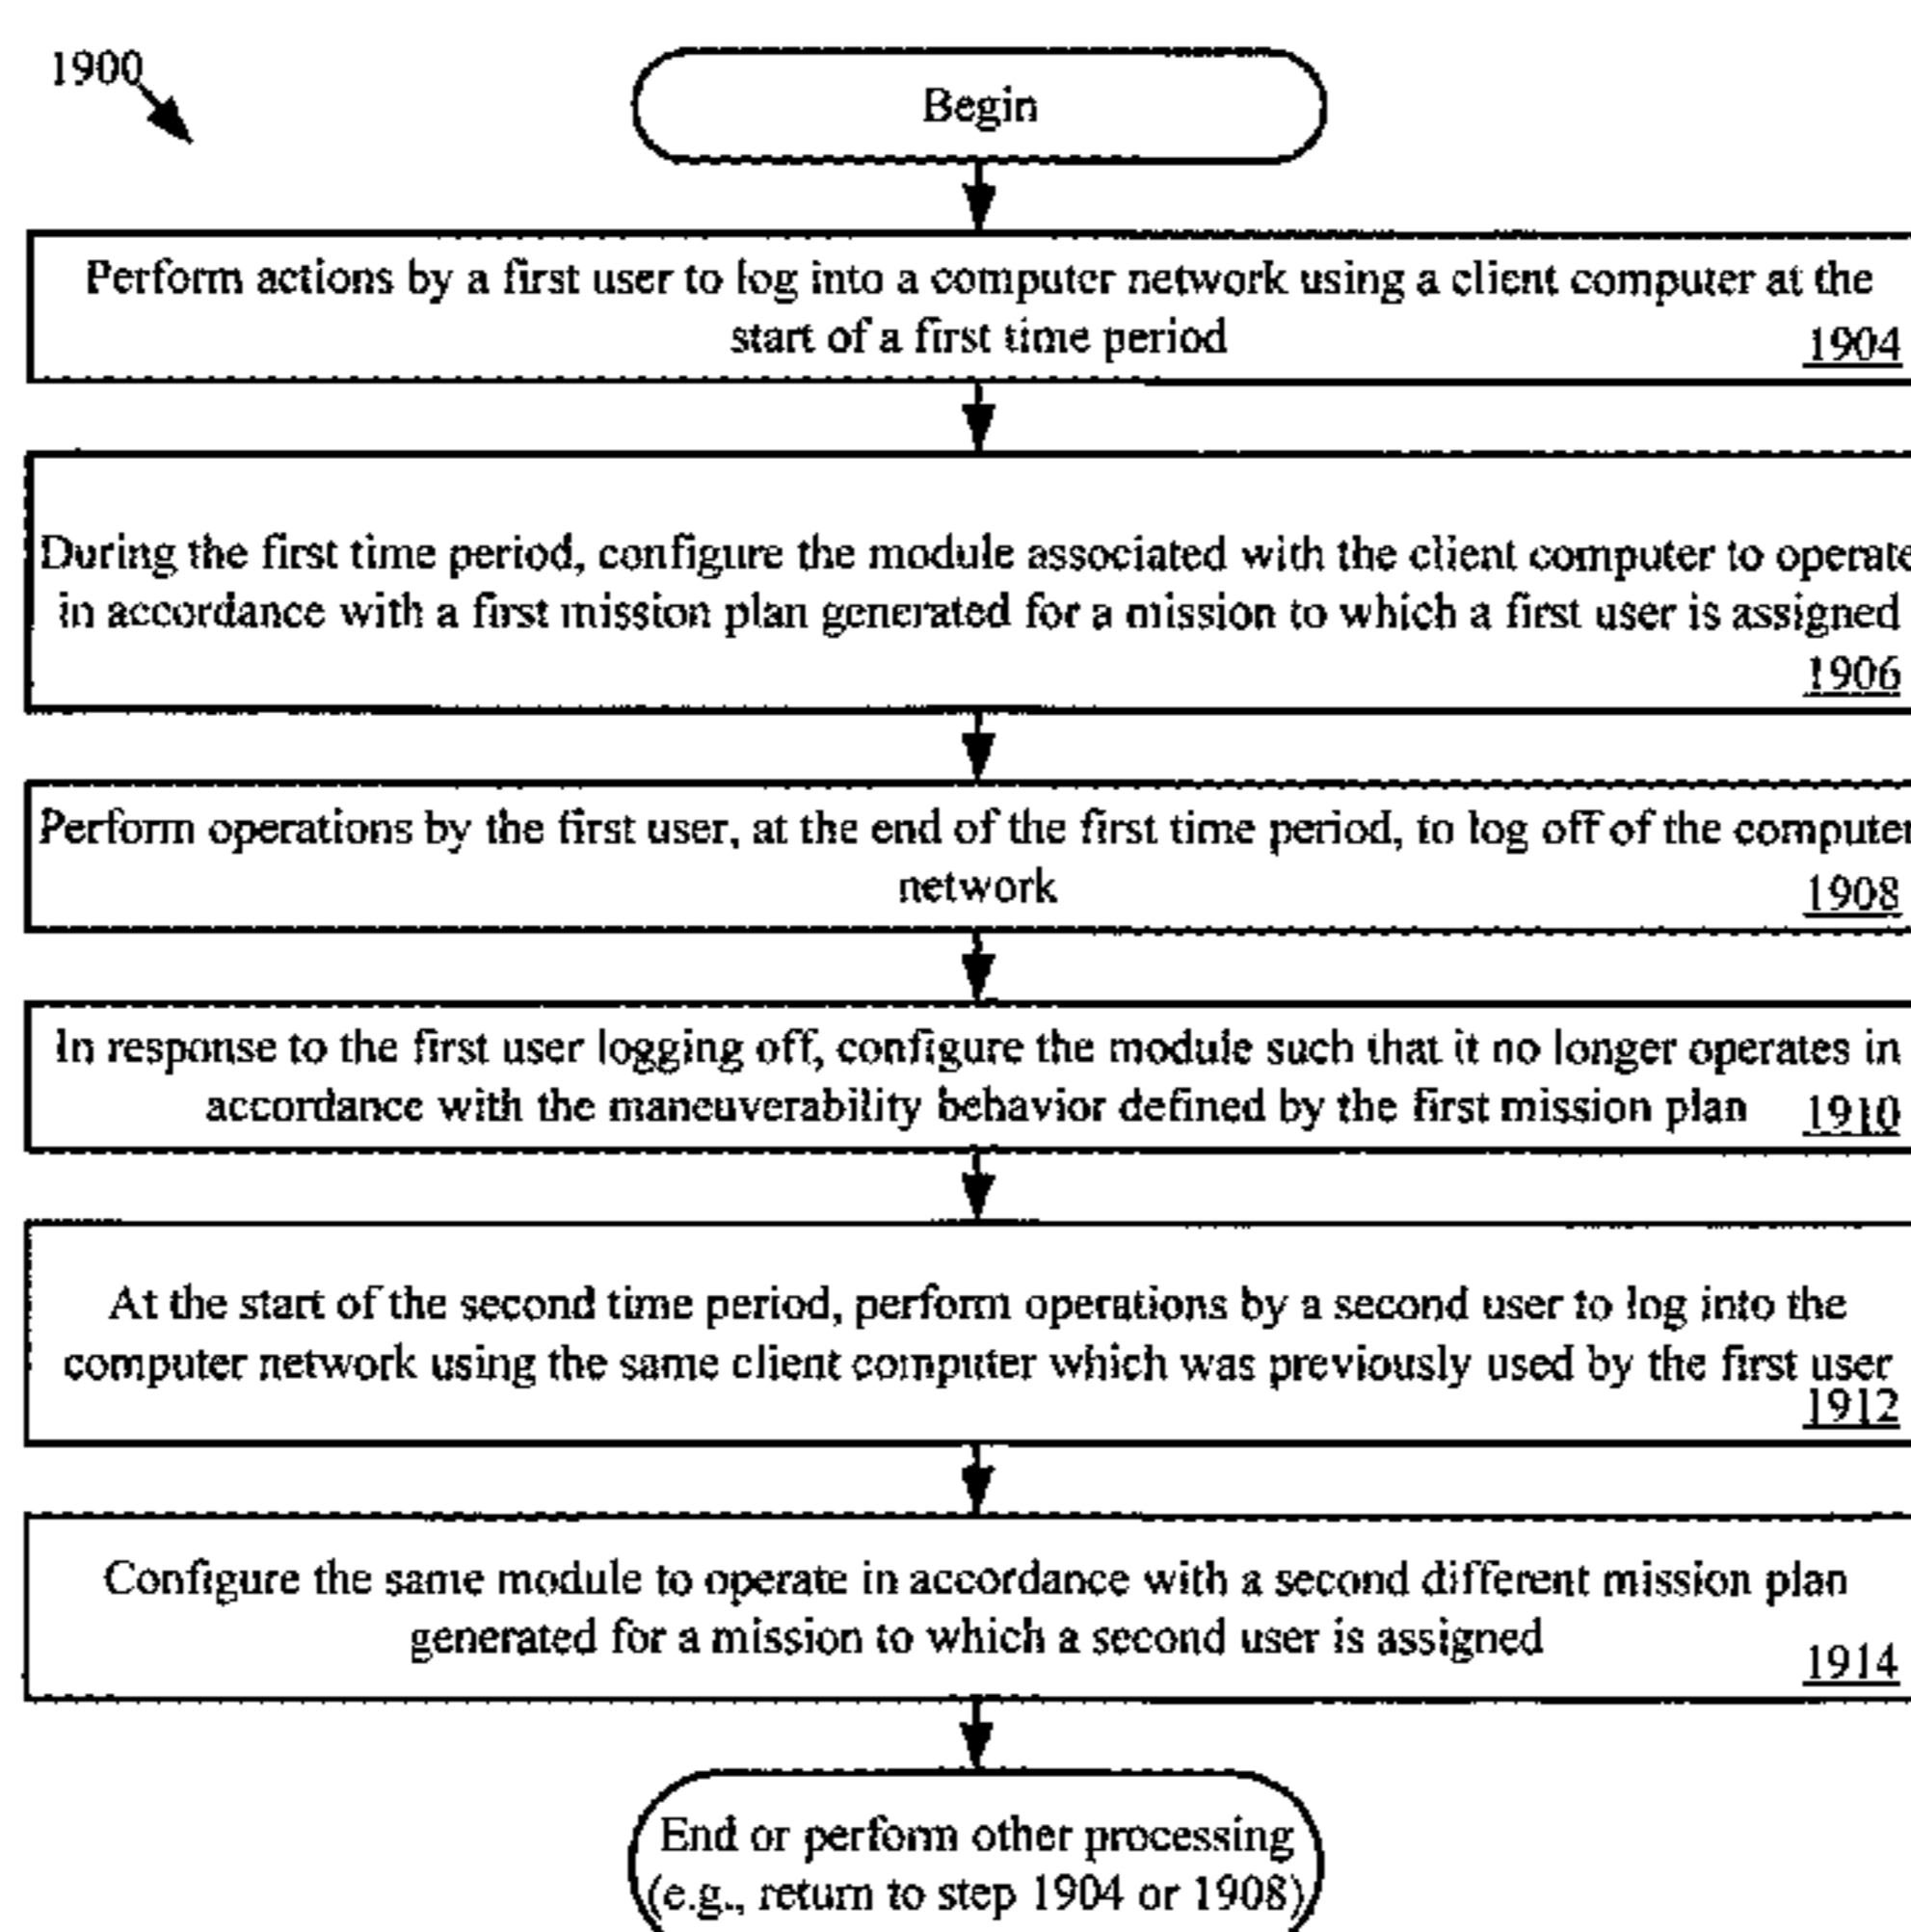 1900
Begin
Perform actions by a first user to log into a computer network using a client computer at the
start of a first time period
1904
During the first time period, configure the module associated with the client computer to operate
in accordance with a first mission plan generated for a mission to which a first user is assigned
1906
Perform operations by the first user, at the end of the first time period, to log off of the computer
network
1908
In response to the first user logging off, configure the module such that it no longer operates in
accordance with the maneuverability behavior defined by the first mission plan
1910
At the start of the second time period, perform operations by a second user to log into the
computer network using the same client computer which was previously used by the first user
1912
Configure the same module to operate in accordance with a second different mission plan
generated for a mission to which a second user is assigned
1914
End or perform other processing
(e.g., return to step 1904 or 1908)